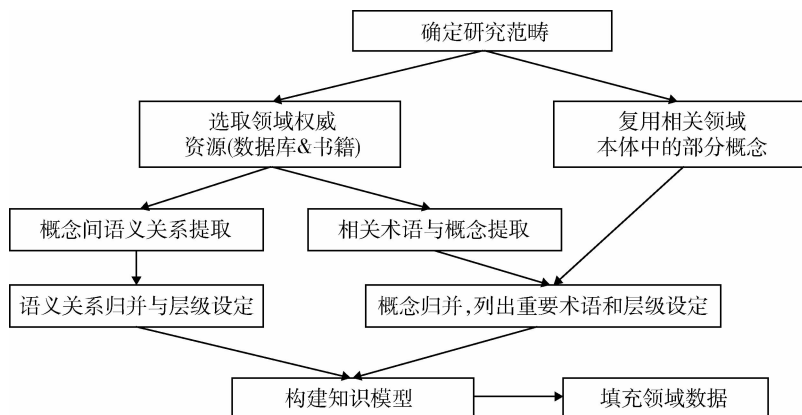 确定研究范畴
选取领域权威
资源(数据库&书籍)
复用相关领域
本体中的部分概念
概念间语义关系提取
相关术语与概念提取
语义关系归并与层级设定
概念归并,列出重要术语和层级设定
构建知识模型
填充领域数据